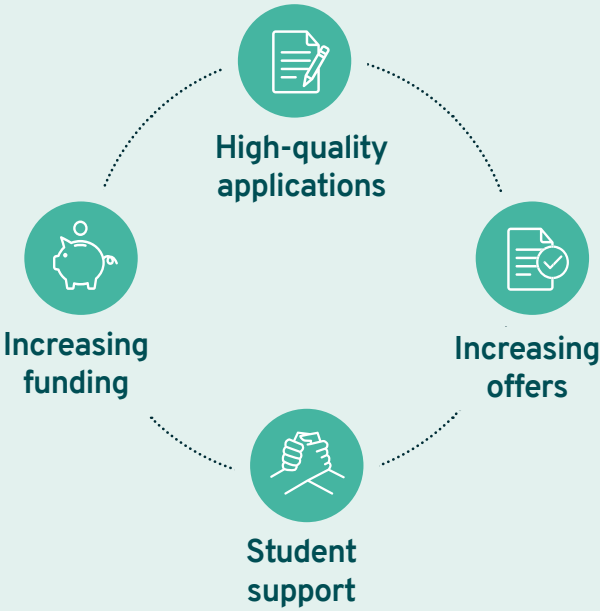 High-quality
applications
Increasing
funding
Increasing
offers
Student
support